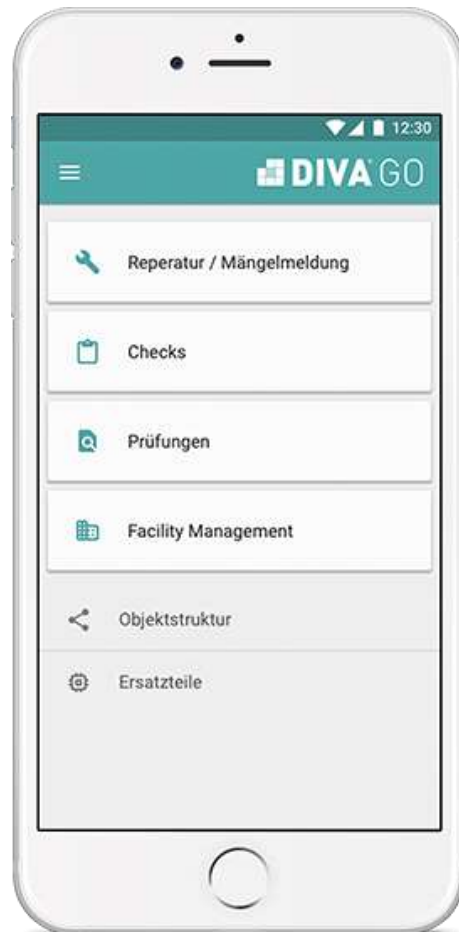 12:30
DIVA GO
Reperatur / Mängelmeldung
Checks
Prüfungen
Facility Management
Objektstruktur
Ersatzteile